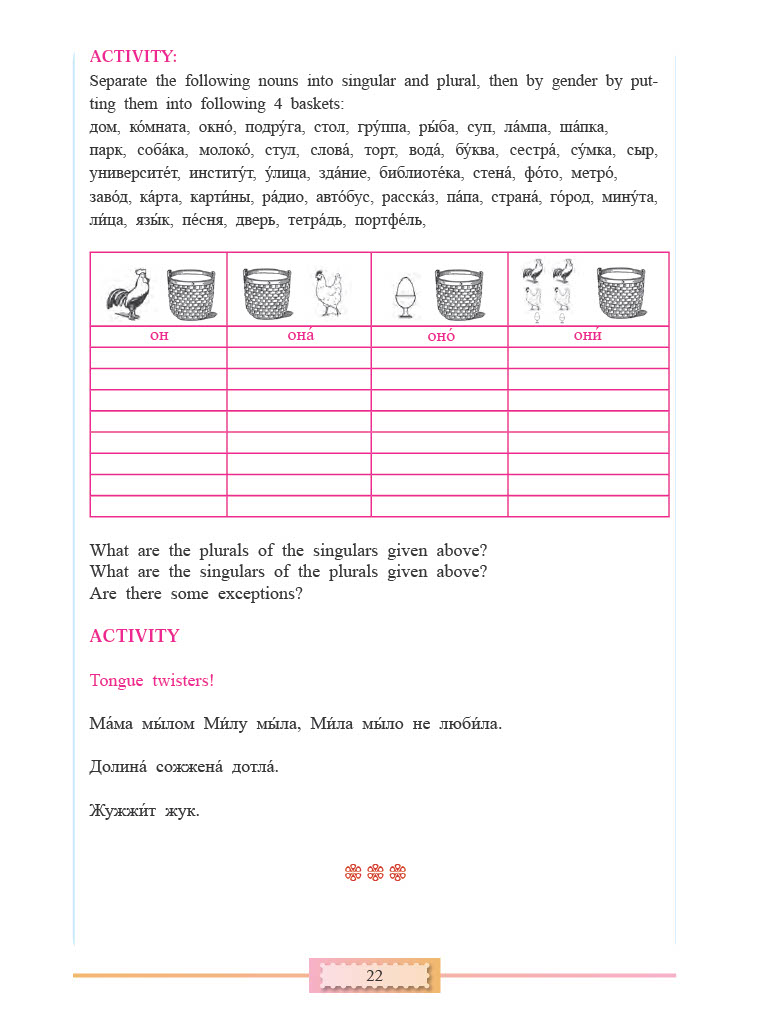 ACTIVITY:
Separate the following nouns into singular and plural, then by gender by put-
ting them into following 4 baskets:
дом, ко́мната, окно́, подру́га, стол, гру́ппа, ры́ба, суп, ла́мпа, ша́пка,
парк, соба́ка, молоко́, стул, слова́, торт, вода́, бу́ква, сестра́, су́мка, сыр,
университе́т, институ́т, у́лица, зда́ние, библиоте́ка, стена́, фо́то, метро́,
заво́д, ка́рта, карти́ны, ра́дио, авто́бус, расска́з, па́па, страна́, го́род, мину́та,
ли́ца, язы́к, пе́сня, дверь, тетра́дь, портфе́ль,
он она́ оно́ они́
What are the plurals of the singulars given above?
What are the singulars of the plurals given above?
Are there some exceptions?
ACTIVITY
Tongue twisters!
Ма́ма мы́лом Ми́лу мы́ла, Ми́ла мы́ло не люби́ла.
Долина́ сожжена́ дотла́.
Жужжи́т жук.
22